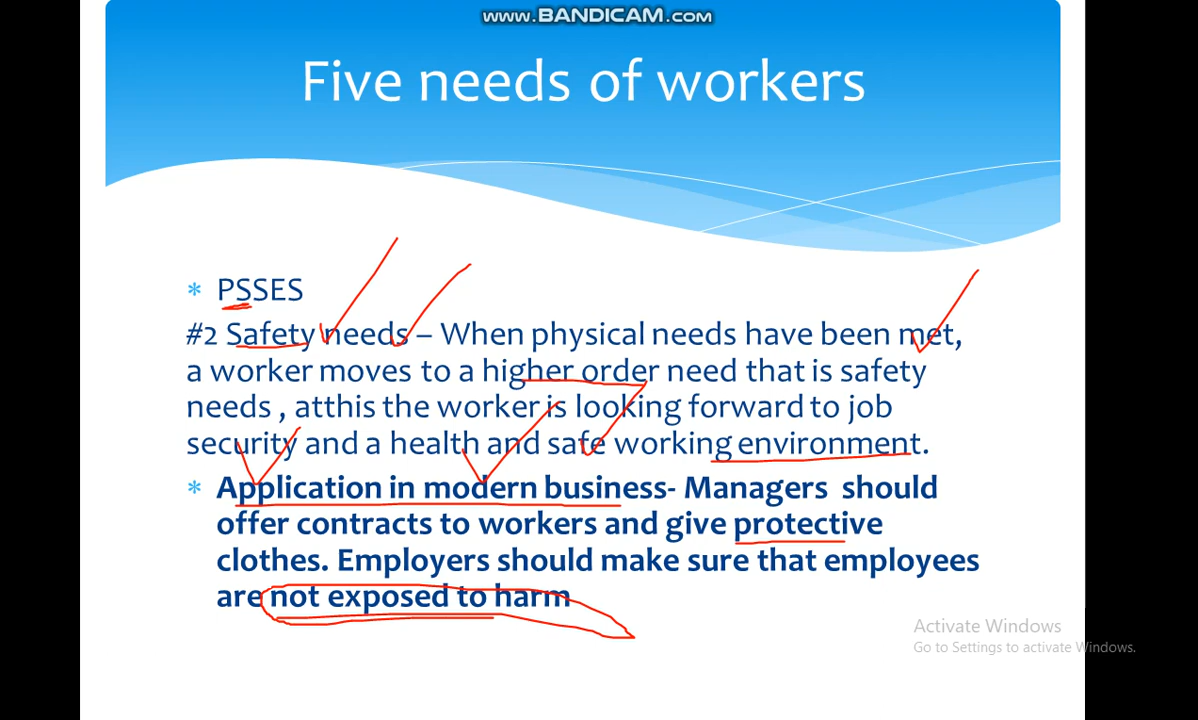 www.BANDICAM.com
Five needs of workers
* PSSES
#2 Safety needs – When physical needs have been met,
a worker moves to a higher order need that is safety
needs , atthis the worker is looking forward to job
security and a health and safe working environment.
* Application in modern business- Managers should
offer contracts to workers and give protective
clothes. Employers should make sure that employees
are not exposed to harm
Activate Windows
Go to Settings to activate Windows.